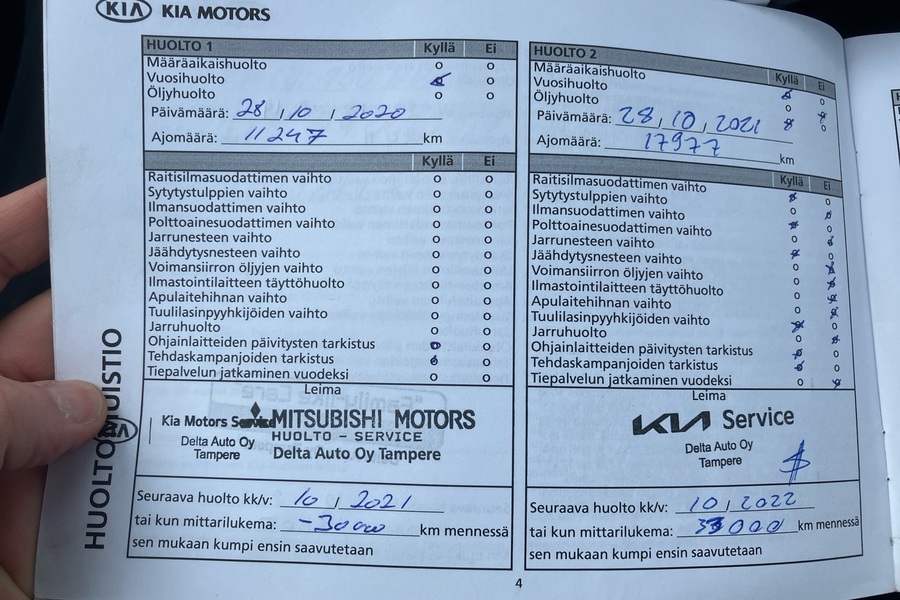 KIA KIA MOTORS
HUOLTO 1 Kyllä Ei
Määräaikaishuolto
Vuosihuolto
Öljyhuolto
Päivämäärä: 28 / 10 / 2020
Ajomäärä: 11247 km
Kyllä Ei
Raitisilmasuodattimen vaihto
Sytytystulppien vaihto
Ilmansuodattimen vaihto
Polttoainesuodattimen vaihto
Jarrunesteen vaihto
Jäähdytysnesteen vaihto
Voimansiirron öljyjen vaihto
Ilmastointilaitteen täyttöhuolto
Apulaitehihnan vaihto
Tuulilasinpyyhkijöiden vaihto
Jarruhuolto
Ohjainlaitteiden päivitysten tarkistus
Tehdaskampanjoiden tarkistus
Tiepalvelun jatkaminen vuodeksi
Leima
Kia Motors Service
Delta Auto Oy
Tampere
MITSUBISHI MOTORS
HUOLTO - SERVICE
Delta Auto Oy Tampere
Seuraava huolto kk/v: 10 / 2021
tai kun mittarilukema: ~30000 km mennessä
sen mukaan kumpi ensin saavutetaan
HUOLTO 2 Kyllä Ei
Määräaikaishuolto
Vuosihuolto
Öljyhuolto
Päivämäärä: 28 / 10 / 2021
Ajomäärä: 17977 km
Kyllä Ei
Raitisilmasuodattimen vaihto
Sytytystulppien vaihto
Ilmansuodattimen vaihto
Polttoainesuodattimen vaihto
Jarrunesteen vaihto
Jäähdytysnesteen vaihto
Voimansiirron öljyjen vaihto
Ilmastointilaitteen täyttöhuolto
Apulaitehihnan vaihto
Tuulilasinpyyhkijöiden vaihto
Jarruhuolto
Ohjainlaitteiden päivitysten tarkistus
Tehdaskampanjoiden tarkistus
Tiepalvelun jatkaminen vuodeksi
Leima
KIA Service
Delta Auto Oy
Tampere
Seuraava huolto kk/v: 10 / 2022
tai kun mittarilukema: 33000 km mennessä
sen mukaan kumpi ensin saavutetaan
HUOLTOMUISTIO
4